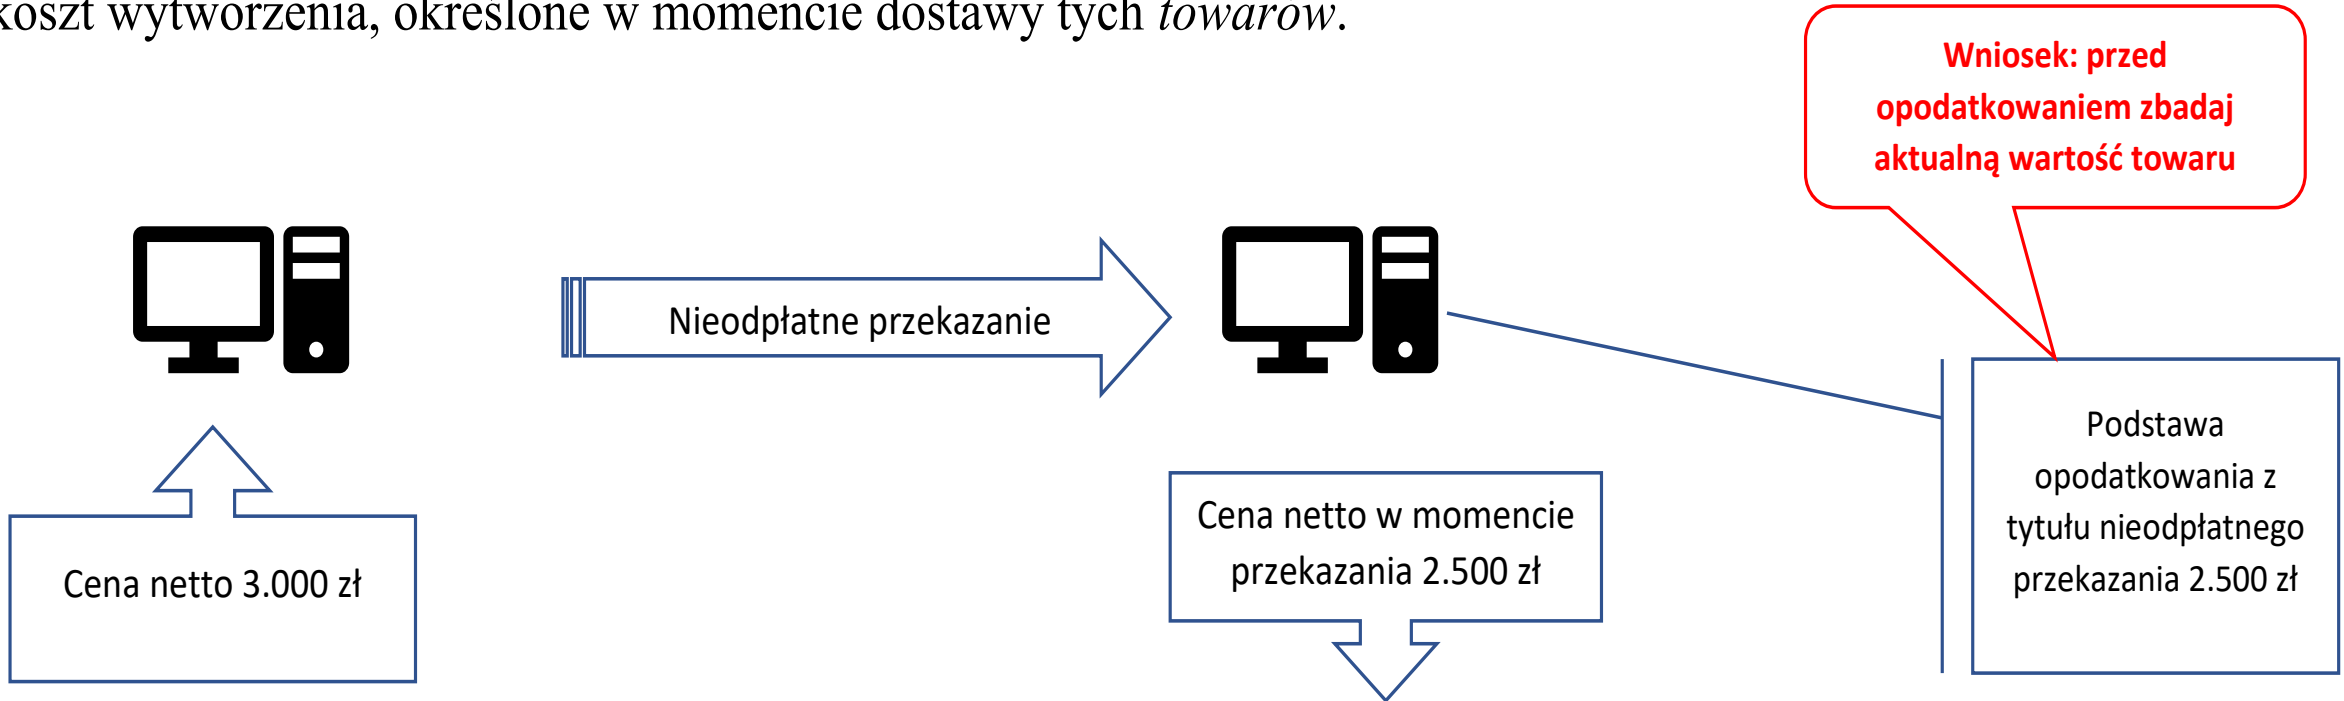 koszt wytworzenia, określone w momencie dostawy tych towarów.
Wniosek: przed
opodatkowaniem zbadaj
aktualną wartość towaru
Nieodpłatne przekazanie
Cena netto 3.000 zł
Cena netto w momencie
przekazania 2.500 zł
Podstawa
opodatkowania z
tytułu nieodpłatnego
przekazania 2.500 zł